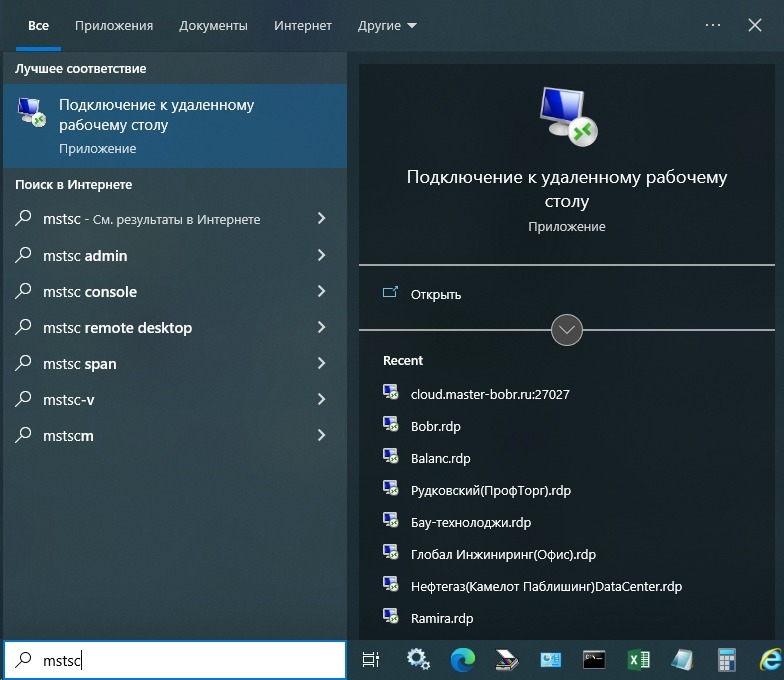 Все Приложения Документы Интернет Другие
Лучшее соответствие
Подключение к удаленному
рабочему столу
Приложение
Поиск в Интернете
mstsc - См. результаты в Интернете
mstsc admin
mstsc console
mstsc remote desktop
mstsc span
mstsc-v
mstscm
Подключение к удаленному рабочему
столу
Приложение
Открыть
Recent
cloud.master-bobr.ru:27027
Bobr.rdp
Balanc.rdp
Рудковский(ПрофТорг).rdp
Бау-технолоджи.rdp
Глобал Инжиниринг(Офис).rdp
Нефтегаз(Камелот Паблишинг)DataCenter.rdp
Ramira.rdp
mstsc